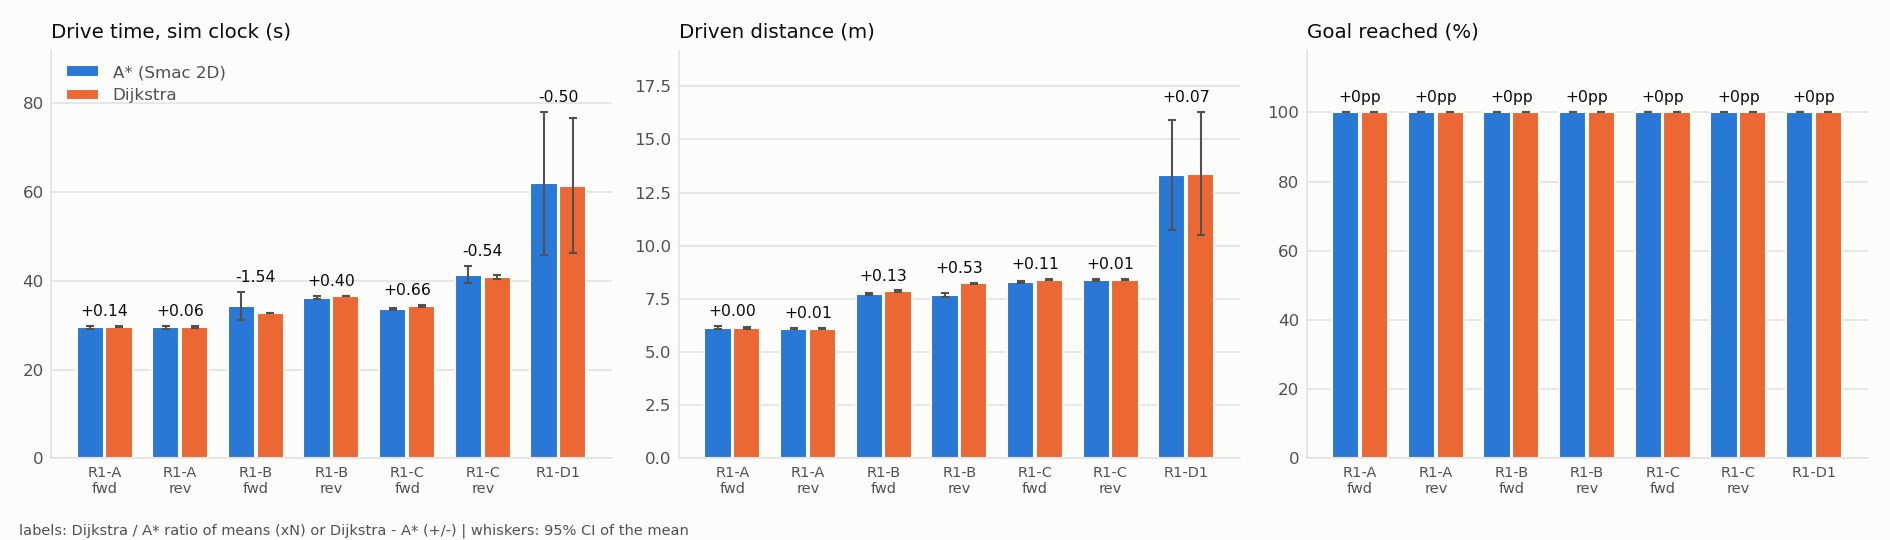 Drive time, sim clock (s)
A* (Smac 2D)
Dijkstra
80
60
40
20
0
+0.14
+0.06
-1.54
+0.40
+0.66
-0.54
-0.50
R1-A
fwd
R1-A
rev
R1-B
fwd
R1-B
rev
R1-C
fwd
R1-C
rev
R1-D1
Driven distance (m)
17.5
15.0
12.5
10.0
7.5
5.0
2.5
0.0
+0.00
+0.01
+0.13
+0.53
+0.11
+0.01
+0.07
R1-A
fwd
R1-A
rev
R1-B
fwd
R1-B
rev
R1-C
fwd
R1-C
rev
R1-D1
Goal reached (%)
100
80
60
40
20
0
+0pp
+0pp
+0pp
+0pp
+0pp
+0pp
+0pp
R1-A
fwd
R1-A
rev
R1-B
fwd
R1-B
rev
R1-C
fwd
R1-C
rev
R1-D1
labels: Dijkstra / A* ratio of means (xN) or Dijkstra - A* (+/-) | whiskers: 95% CI of the mean